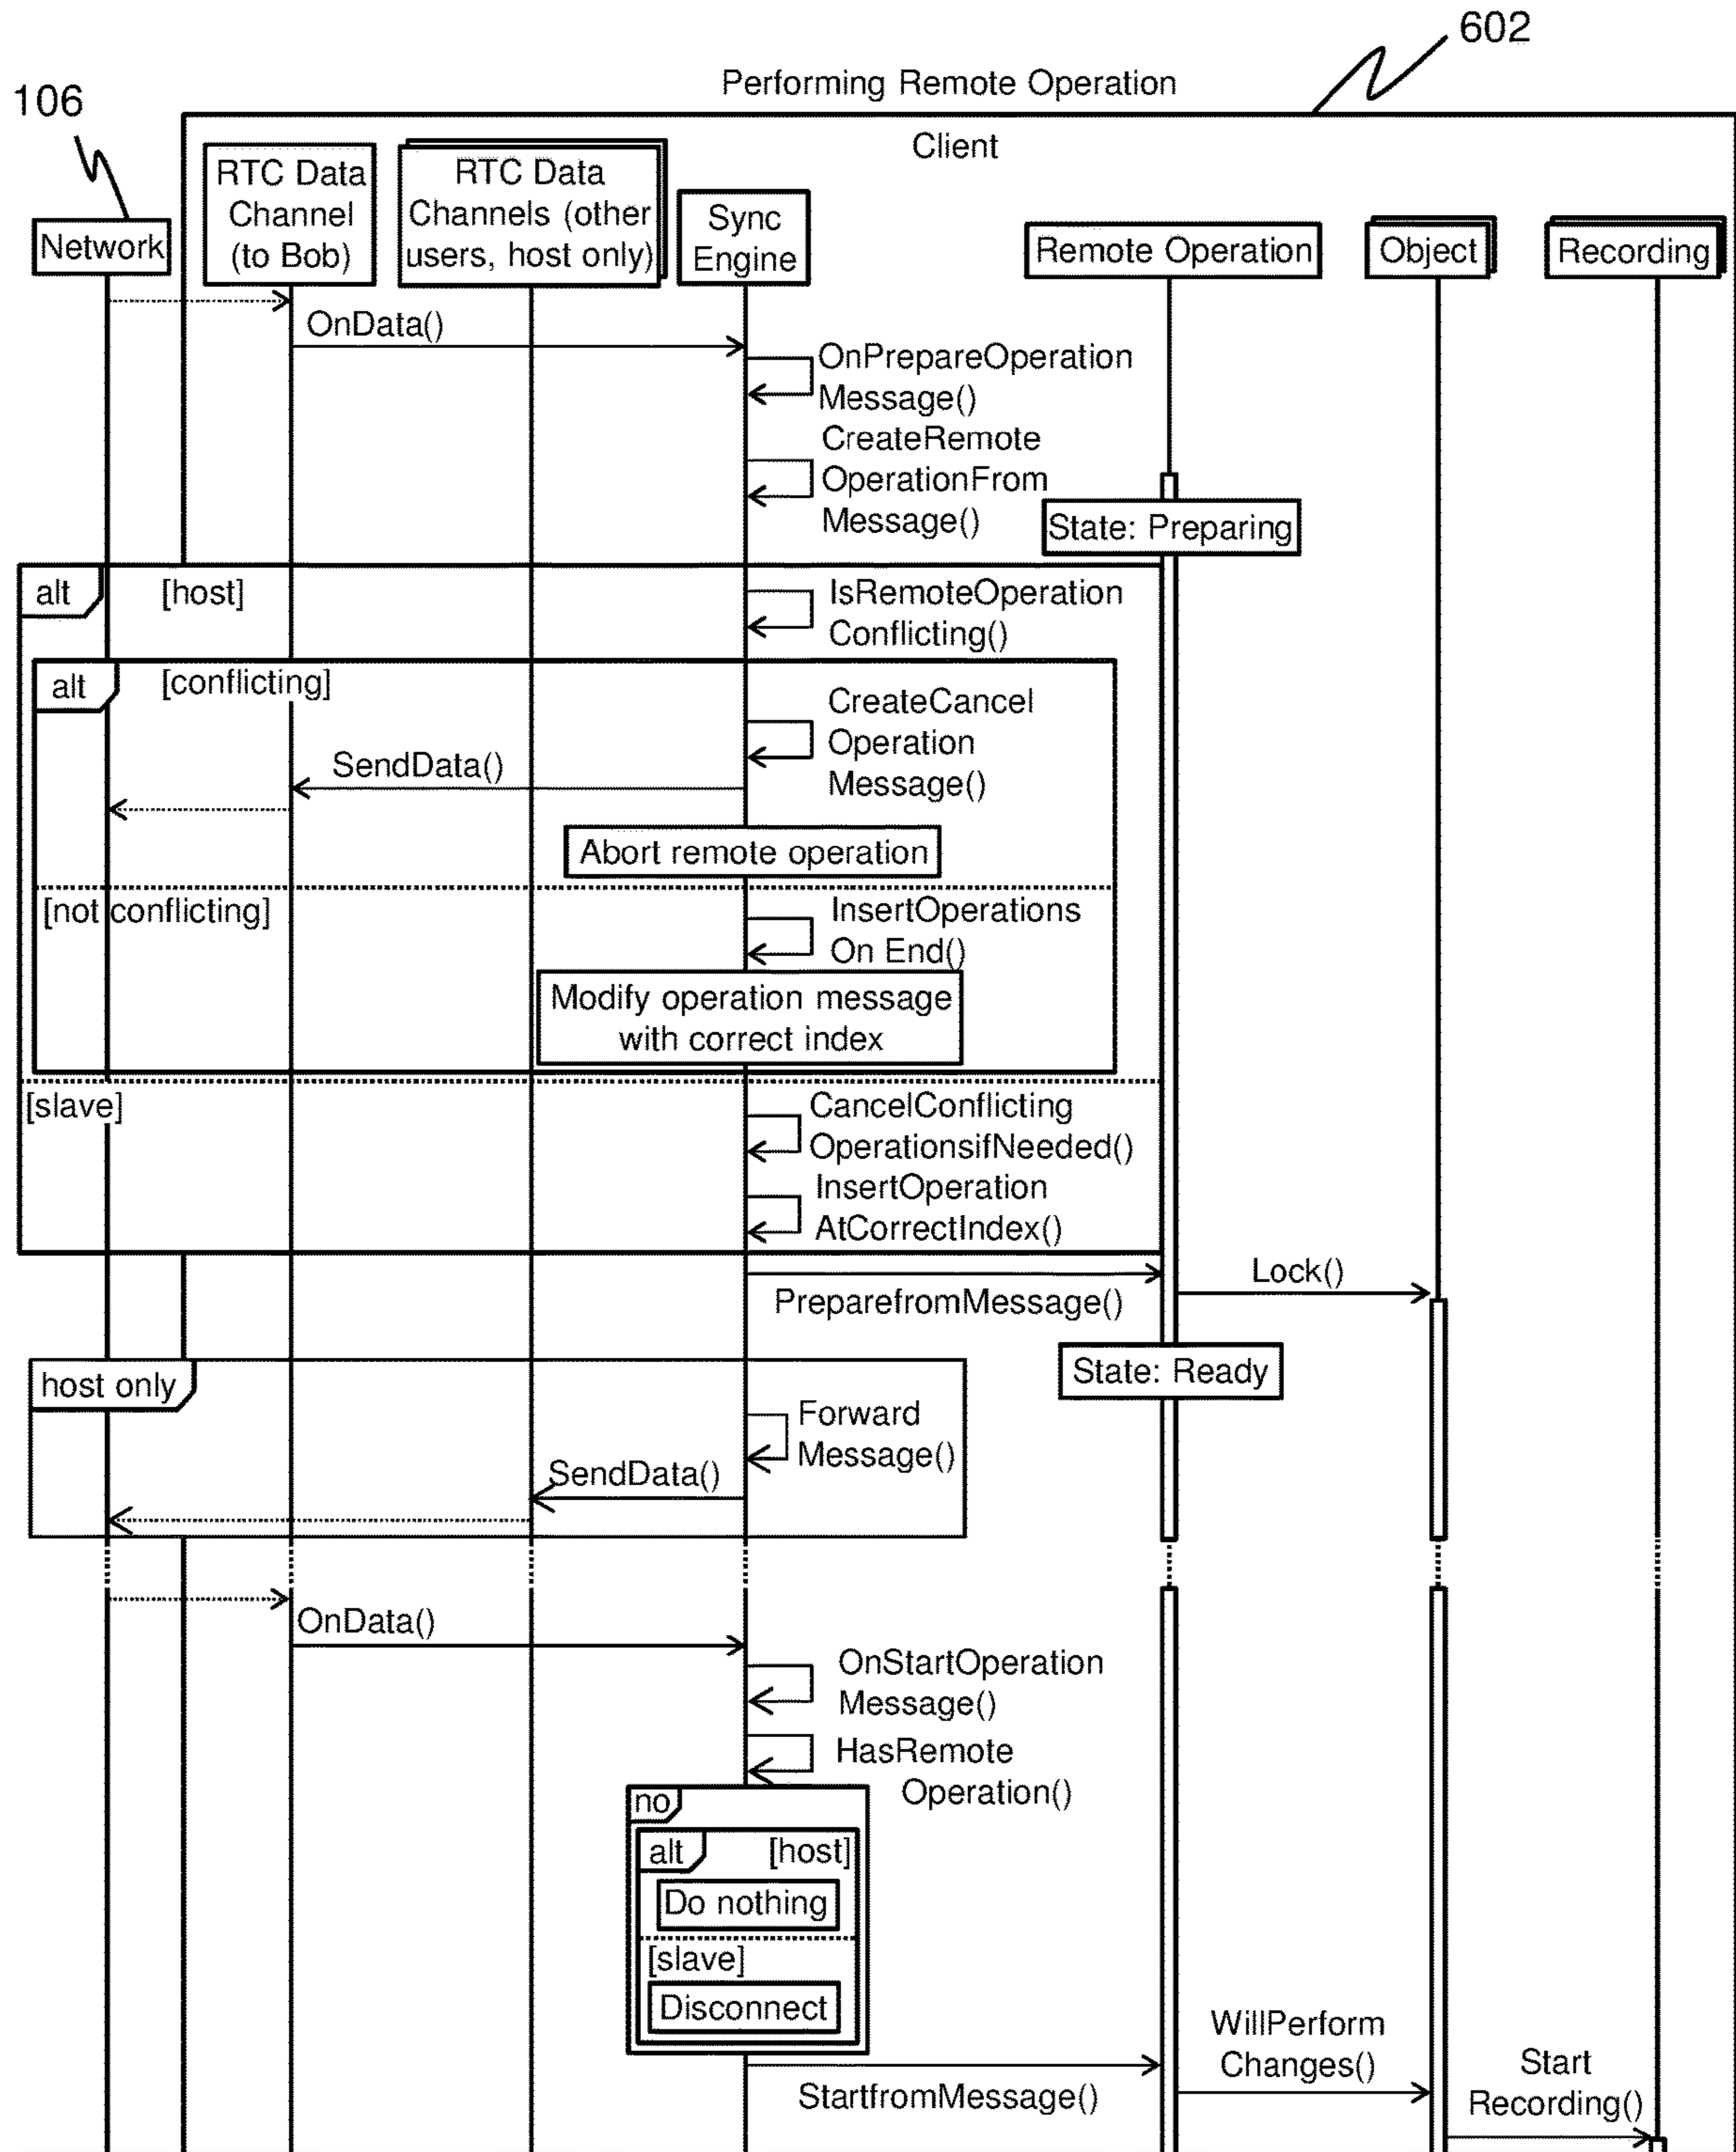 602
Performing Remote Operation
106
Client
RTC Data
Channel
(to Bob)
RTC Data
Channels (other
users, host only)
Sync
Engine
Network
Remote Operation
Object
Recording
OnData()
OnPrepareOperation
Message()
CreateRemote
OperationFrom
Message()
State: Preparing
alt
[host]
IsRemoteOperation
Conflicting()
alt
[conflicting]
CreateCancel
Operation
Message()
SendData()
Abort remote operation
[not conflicting]
InsertOperations
On End()
Modify operation message
with correct index
[slave]
CancelConflicting
OperationsifNeeded()
InsertOperation
AtCorrectIndex()
PreparefromMessage()
Lock()
State: Ready
host only
Forward
Message()
SendData()
OnData()
OnStartOperation
Message()
HasRemote
Operation()
no
alt
[host]
Do nothing
[slave]
Disconnect
StartfromMessage()
WillPerform
Changes()
Start
Recording()